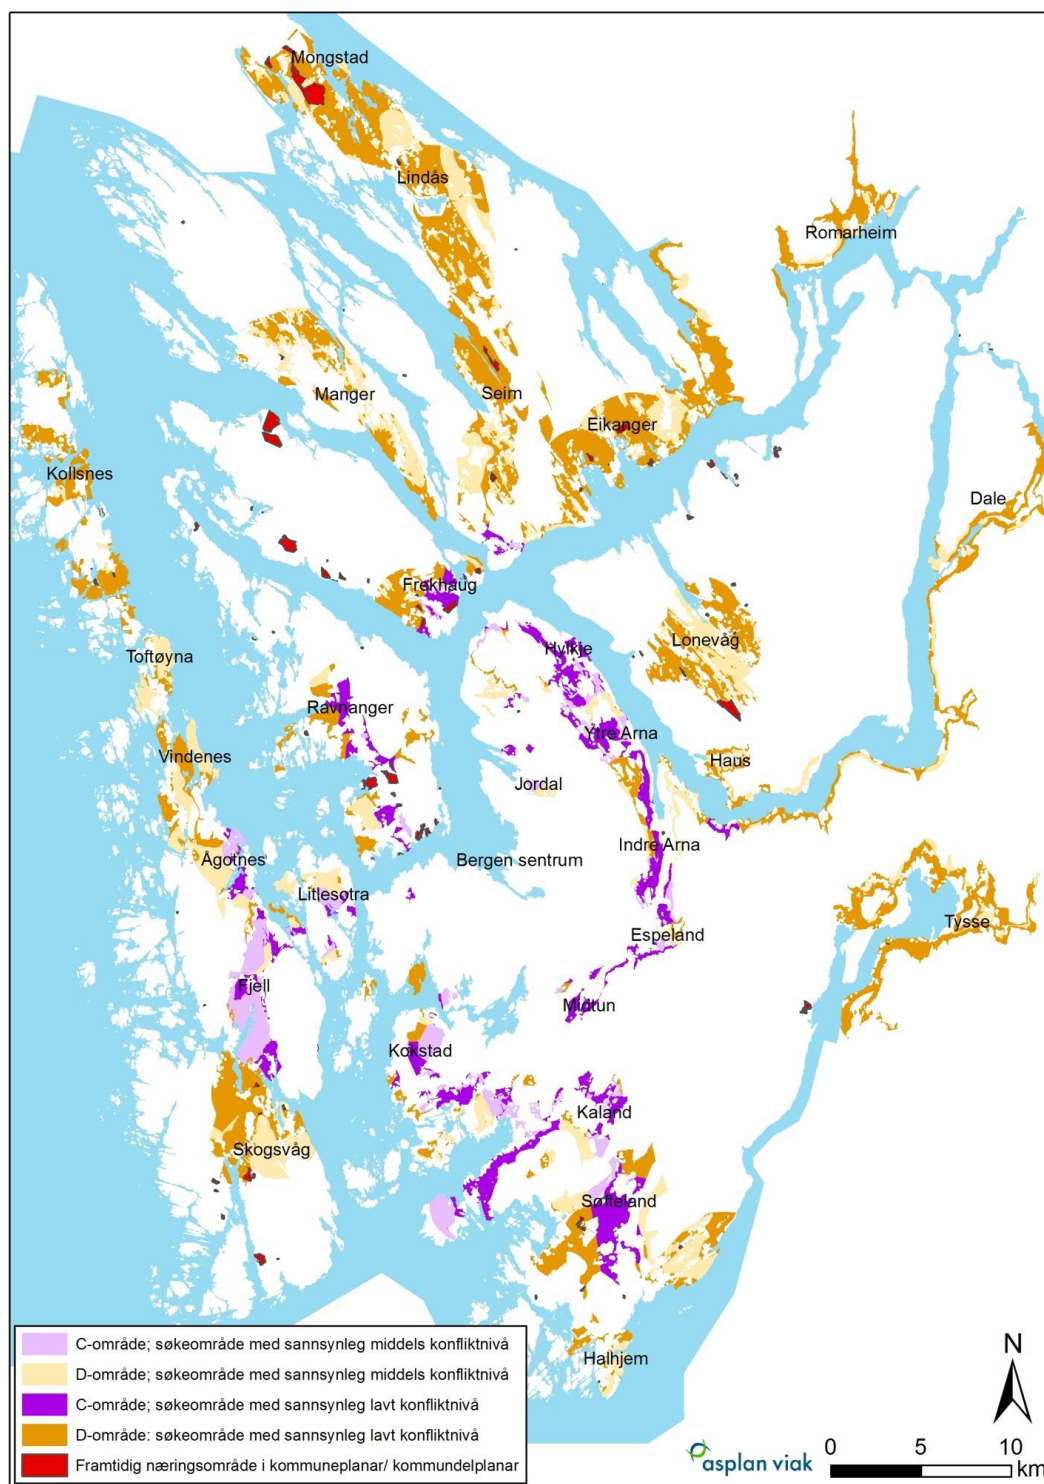 Mongstad
Lindås
Romarheim
Manger
Seim
Eikanger
Kollsnes
Dale
Frekhaug
Hylkje
Lonevåg
Toftøyna
Ravnanger
Ytre Arna
Vindenes
Haus
Jordal
Indre Arna
Ågotnes
Bergen sentrum
Litlesotra
Tysse
Espeland
Fjell
Midtun
Kokstad
Kaland
Skogsvåg
Søfteland
Halhjem
C-område; søkeområde med sannsynleg middels konfliktnivå
D-område; søkeområde med sannsynleg middels konfliktnivå
C-område; søkeområde med sannsynleg lavt konfliktnivå
D-område: søkeområde med sannsynleg lavt konfliktnivå
Framtidig næringsområde i kommuneplanar/ kommundelplanar
N
asplan viak
0 5 10
km